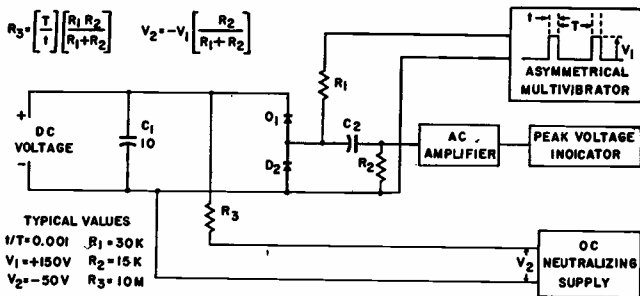 R₃=[T/t][R₁ R₂/R₁+R₂]
V₂=-V₁[R₂/R₁+R₂]
t
T
V₁
ASYMMETRICAL
MULTIVIBRATOR
R₁
+
DC
VOLTAGE
-
C₁
10
D₁
D₂
C₂
R₂
AC
AMPLIFIER
PEAK VOLTAGE
INDICATOR
R₃
TYPICAL VALUES
t/T=0.001 R₁=30K
V₁=+150V R₂=15K
V₂=-50V R₃=10M
V₂
DC
NEUTRALIZING
SUPPLY